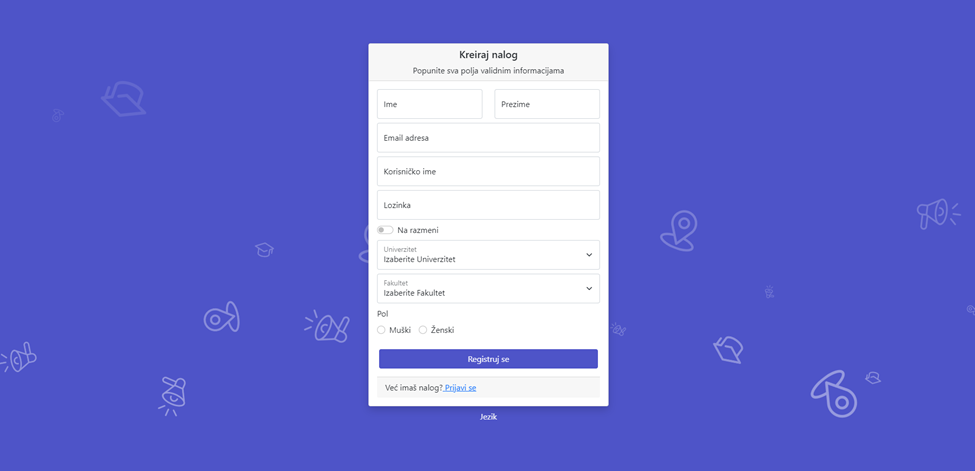 Kreiraj nalog
Popunite sva polja validnim informacijama
Ime
Prezime
Email adresa
Korisničko ime
Lozinka
Na razmeni
Univerzitet
Izaberite Univerzitet
Fakultet
Izaberite Fakultet
Pol
Muški Ženski
Registruj se
Već imaš nalog? Prijavi se
Jezik